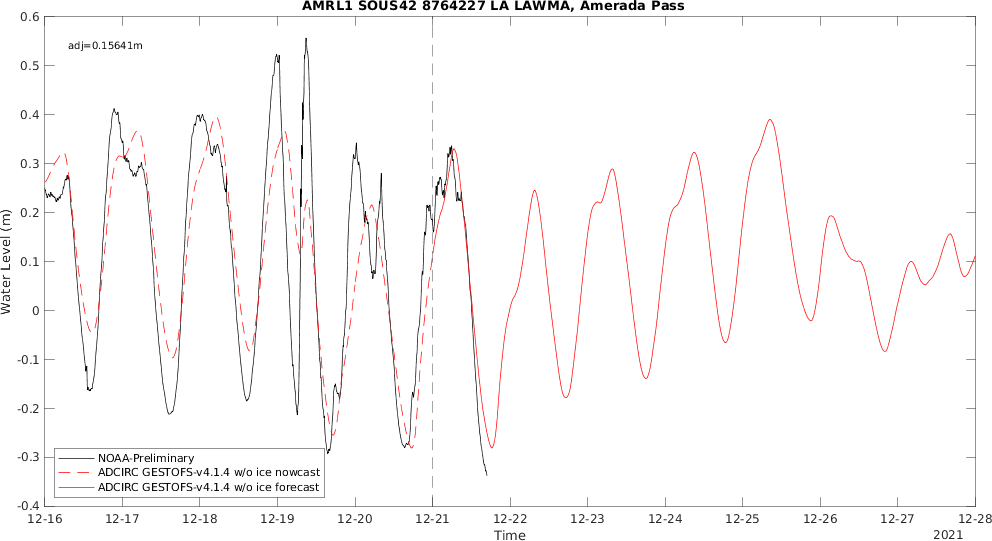 AMRL1 SOUS42 8764227 LA LAWMA, Amerada Pass
adj=0.15641m
0.6
0.5
0.4
0.3
0.2
0.1
0
-0.1
-0.2
-0.3
-0.4
Water Level (m)
NOAA-Preliminary
ADCIRC GESTOFS-v4.1.4 w/o ice nowcast
ADCIRC GESTOFS-v4.1.4 w/o ice forecast
12-16 12-17 12-18 12-19 12-20 12-21 12-22 12-23 12-24 12-25 12-26 12-27 12-28
Time
2021